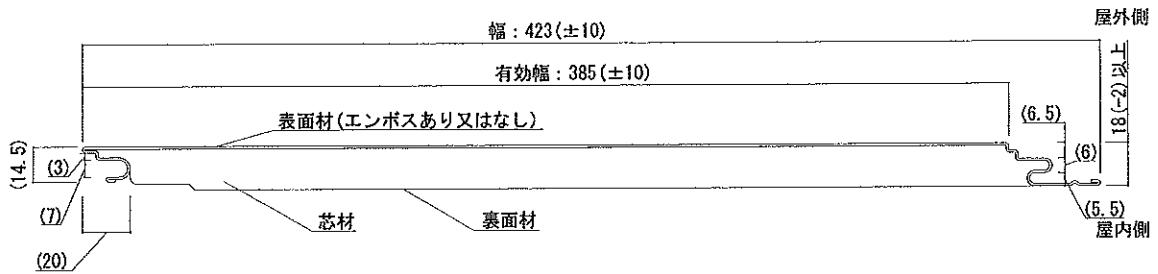 屋外側
幅：423(±10)
有効幅：385(±10)
18(-2)以上
表面材(エンボスあり又はなし)
(6.5)
(14.5)
(3)
(6)
(7)
(5.5)
芯材
裏面材
屋内側
(20)